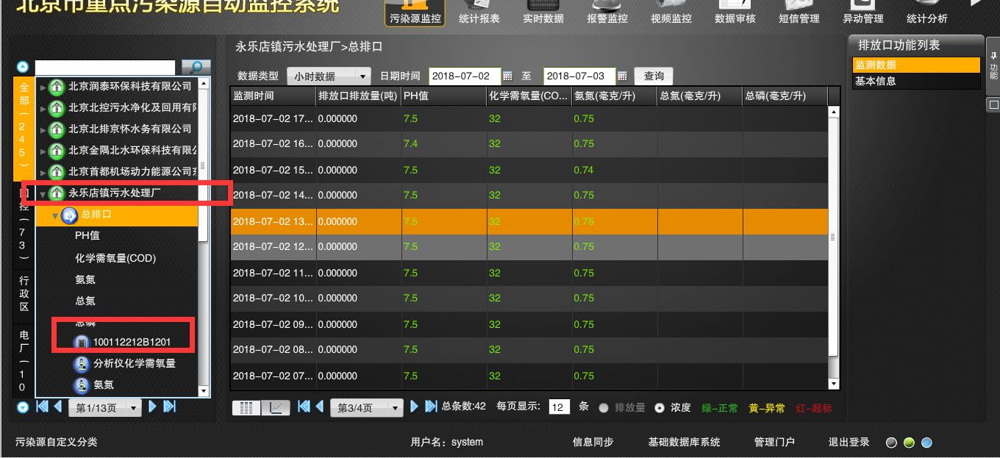 北京市重点污染源自动监控系统
污染源监控 统计报表 实时数据 报警监控 视频监控 数据审核 短信管理 异动管理 统计分析
永乐店镇污水处理厂>总排口
数据类型 小时数据 日期时间 2018-07-02 至 2018-07-03 查询
全部(245)
国控(73)
行政区
电厂(10
北京润泰环保科技有限公司
北京北控污水净化及回用有限
北京北排京怀水务有限公司
北京金隅北水环保科技有限公
北京首都机场动力能源公司东
永乐店镇污水处理厂
总排口
PH值
化学需氧量(COD)
氨氮
总氮
总磷
100112212B1201
分析仪化学需氧量
氨氮
第1/13页
监测时间 排放口排放量(吨) PH值 化学需氧量(CO... 氨氮(毫克/升) 总氮(毫克/升) 总磷(毫克/升)
2018-07-02 17... 0.000000 7.5 32 0.75
2018-07-02 16... 0.000000 7.4 32 0.75
2018-07-02 15... 0.000000 7.5 32 0.74
2018-07-02 14... 0.000000 7.5 32 0.75
2018-07-02 13... 0.000000 7.5 32 0.75
2018-07-02 12... 0.000000 7.5 32 0.75
2018-07-02 11... 0.000000 7.5 32 0.75
2018-07-02 10... 0.000000 7.5 32 0.75
2018-07-02 09... 0.000000 7.5 32 0.75
2018-07-02 08... 0.000000 7.5 32 0.75
2018-07-02 07... 0.000000 7.5 32 0.75
第3/4页 总条数:42 每页显示: 12 条 排放量 浓度 绿-正常 黄-异常 红-超标
排放口功能列表
监测数据
基本信息
功能
污染源自定义分类 用户名：system 信息同步 基础数据库系统 管理门户 退出登录